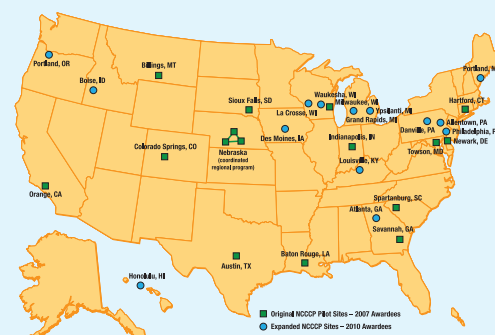 Portland, OR
Billings, MT
Portland, M
Boise, ID
Sioux Falls, SD
Waukesha, WI
Milwaukee, WI
Ypsilanti, MI
Hartford, CT
La Crosse, WI
Grand Rapids, MI
Allentown, PA
Danville, PA
Philadelphia, P
Des Moines, IA
Indianapolis, IN
Newark, DE
Colorado Springs, CO
Nebraska
(coordinated
regional program)
Towson, MD
Louisville, KY
Orange, CA
Spartanburg, SC
Atlanta, GA
Savannah, GA
Baton Rouge, LA
Austin, TX
Honolulu, HI
Original NCCCP Pilot Sites – 2007 Awardees
Expanded NCCCP Sites – 2010 Awardees